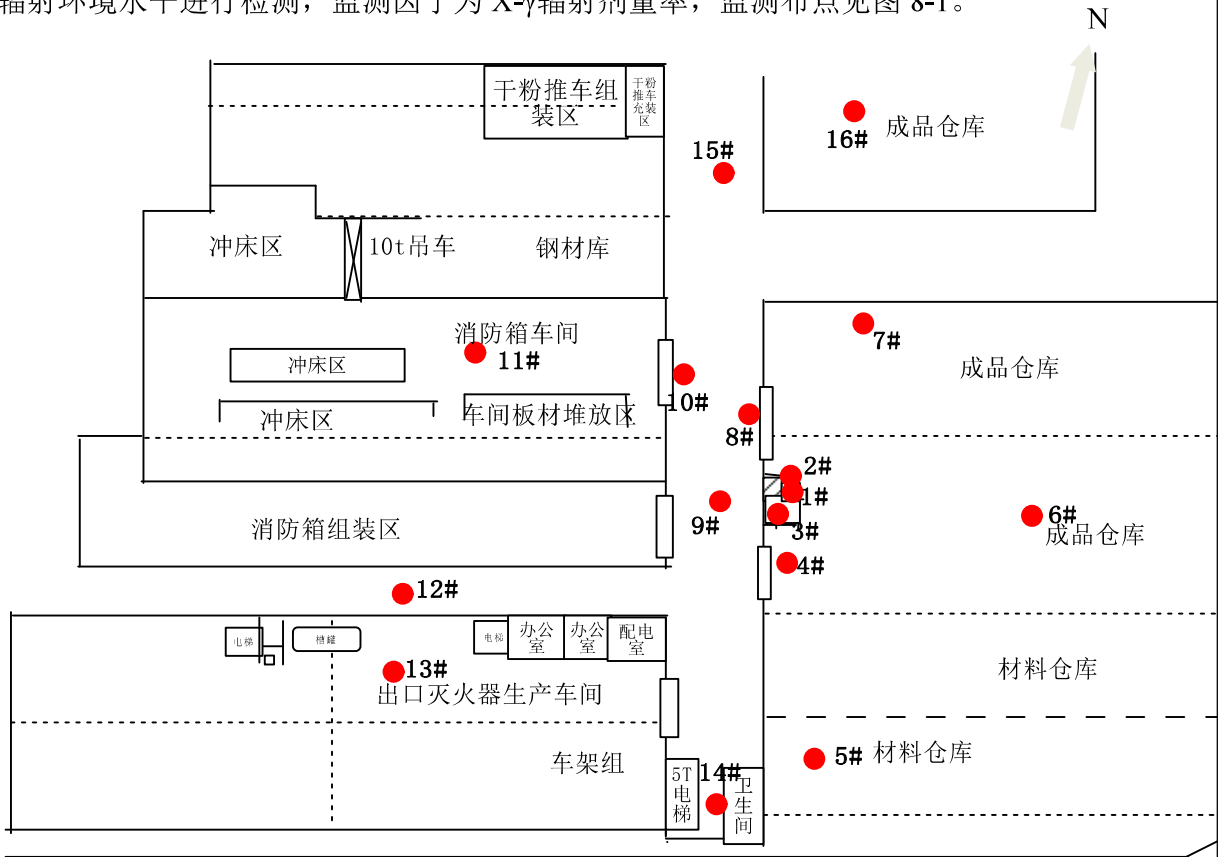 辐射环境水平进行检测，监测因子为 X-γ辐射剂量率，监测布点见图 8-1。
N
干粉推车组
装区
干粉
推车
充装
区
16#
成品仓库
15#
冲床区
10t吊车
钢材库
消防箱车间
11#
7#
冲床区
成品仓库
10#
冲床区
车间板材堆放区
8#
2#
1#
消防箱组装区
9#
3#
6#
成品仓库
4#
12#
电梯
槽罐
电梯
办公
室
办公
室
配电
室
13#
出口灭火器生产车间
材料仓库
车架组
5T
电
梯
14#
卫
生
间
5#
材料仓库